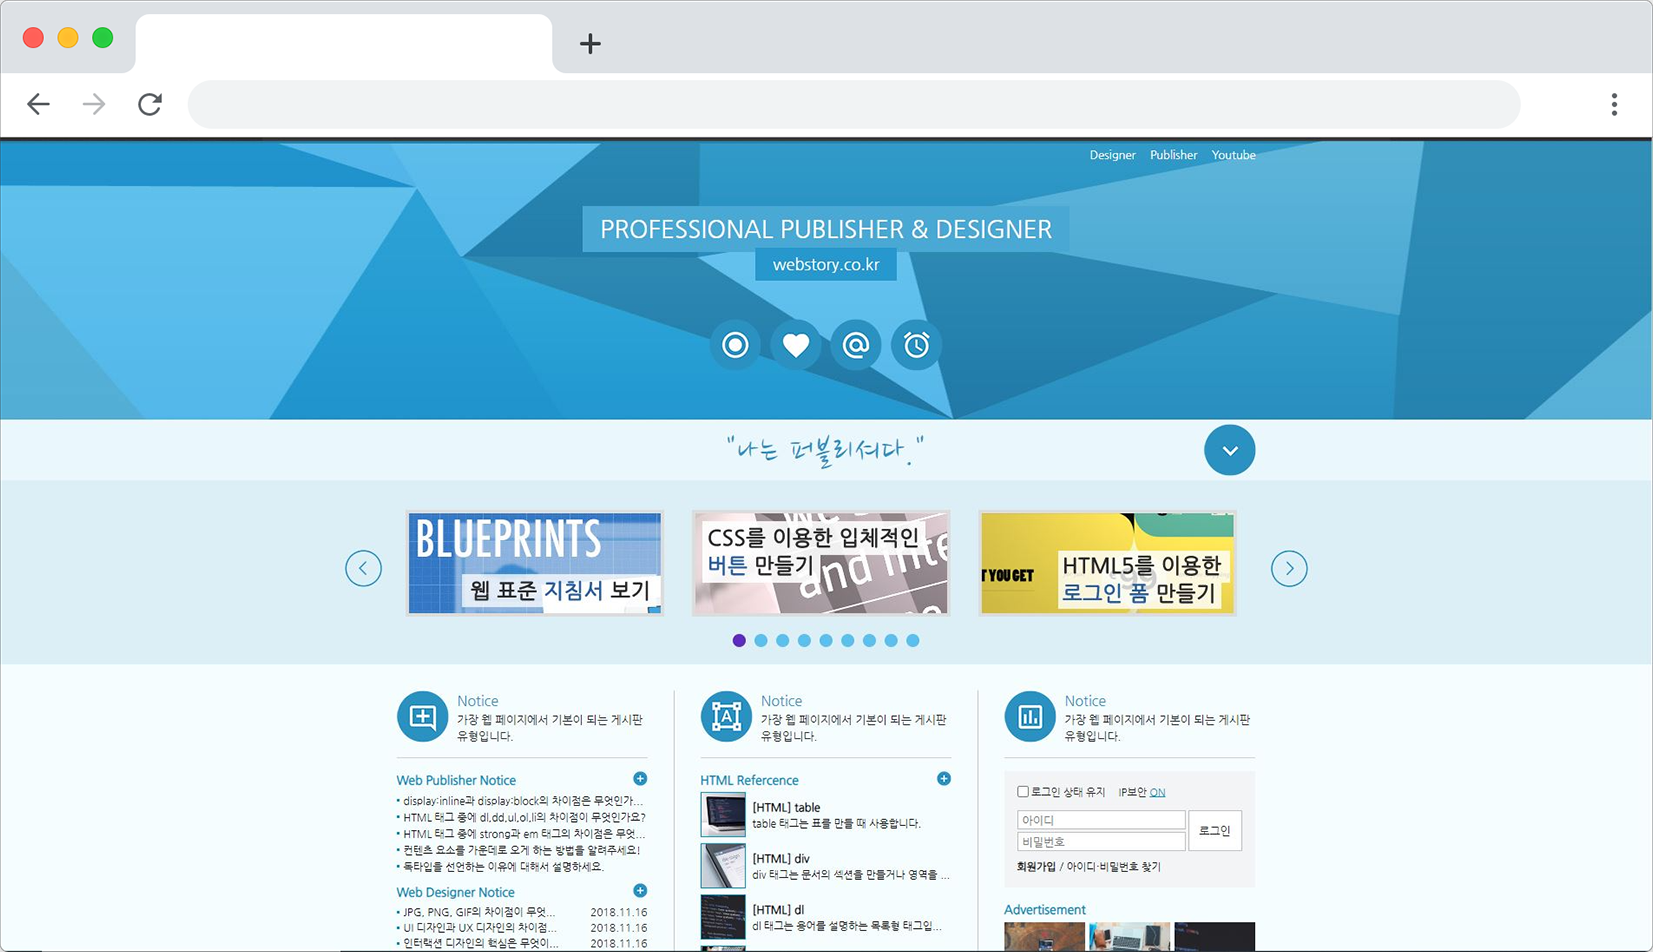 Designer Publisher Youtube
PROFESSIONAL PUBLISHER & DESIGNER
webstory.co.kr
"나는 퍼블리셔다."
BLUEPRINTS
웹 표준 지침서 보기
CSS를 이용한 입체적인
버튼 만들기
and inte
T YOU GET
HTML5를 이용한
로그인 폼 만들기
99
Notice
가장 웹 페이지에서 기본이 되는 게시판
유형입니다.
Web Publisher Notice
• display:inline과 display:block의 차이점은 무엇인가...
• HTML 태그 중에 dl,dd,ul,ol,li의 차이점이 무엇인가요?
• HTML 태그 중에 strong과 em 태그의 차이점은 무엇...
• 컨텐츠 요소를 가운데로 오게 하는 방법을 알려주세요!
• 독타입을 선언하는 이유에 대해서 설명하세요.
Web Designer Notice
• JPG, PNG, GIF의 차이점이 무엇... 2018.11.16
• UI 디자인과 UX 디자인의 차이점... 2018.11.16
• 인터랙션 디자인의 핵심은 무엇이... 2018.11.16
Notice
가장 웹 페이지에서 기본이 되는 게시판
유형입니다.
HTML Refercence
[HTML] table
table 태그는 표를 만들 때 사용합니다.
[HTML] div
div 태그는 문서의 섹션을 만들거나 영역을 ...
[HTML] dl
dl 태그는 용어를 설명하는 목록형 태그입...
Notice
가장 웹 페이지에서 기본이 되는 게시판
유형입니다.
로그인 상태 유지 IP보안 ON
아이디
비밀번호
로그인
회원가입 / 아이디·비밀번호 찾기
Advertisement